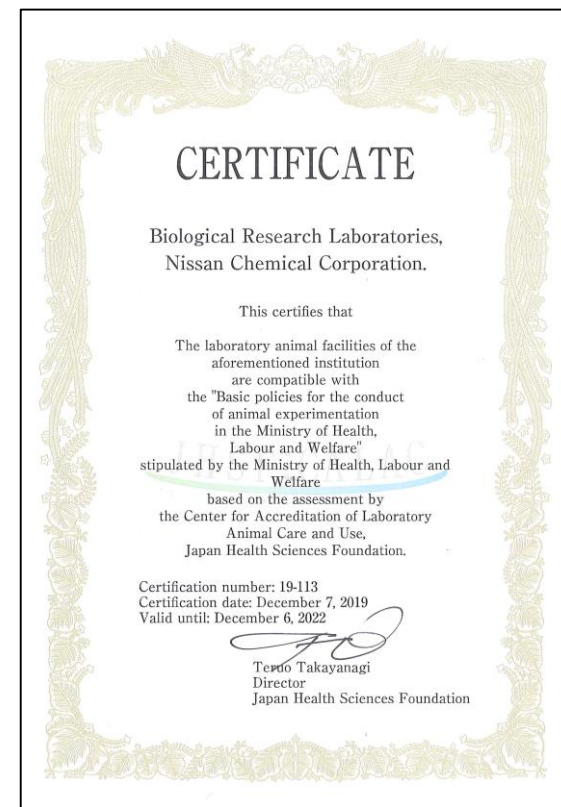 CERTIFICATE
Biological Research Laboratories,
Nissan Chemical Corporation.
This certifies that
The laboratory animal facilities of the
aforementioned institution
are compatible with
the "Basic policies for the conduct
of animal experimentation
in the Ministry of Health,
Labour and Welfare"
stipulated by the Ministry of Health, Labour and
Welfare
based on the assessment by
the Center for Accreditation of Laboratory
Animal Care and Use,
Japan Health Sciences Foundation.
Certification number: 19-113
Certification date: December 7, 2019
Valid until: December 6, 2022
Teruo Takayanagi
Director
Japan Health Sciences Foundation